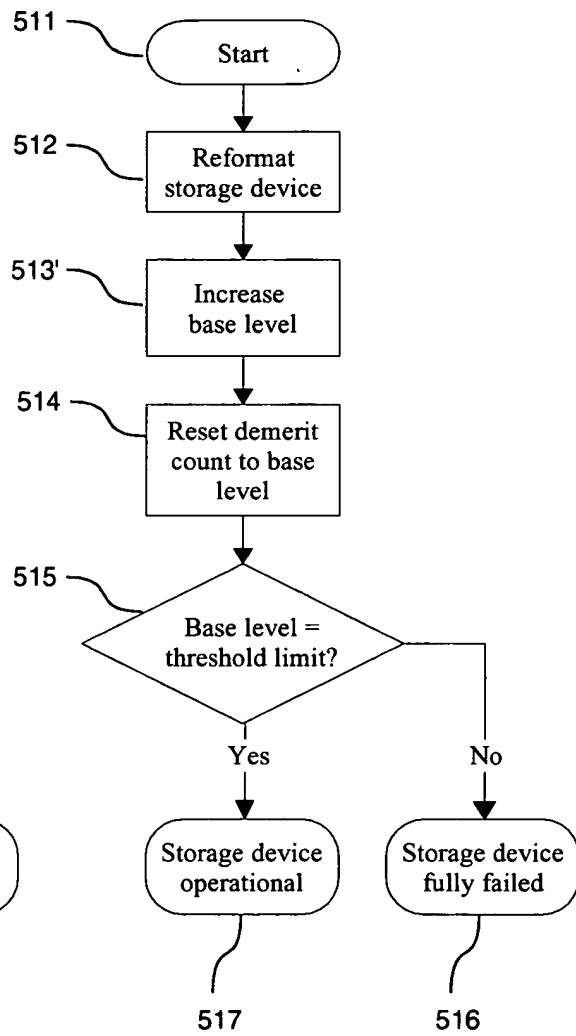 511
Start
512
Reformat
storage device
513'
Increase
base level
514
Reset demerit
count to base
level
515
Base level =
threshold limit?
Yes
No
Storage device
operational
Storage device
fully failed
517
516